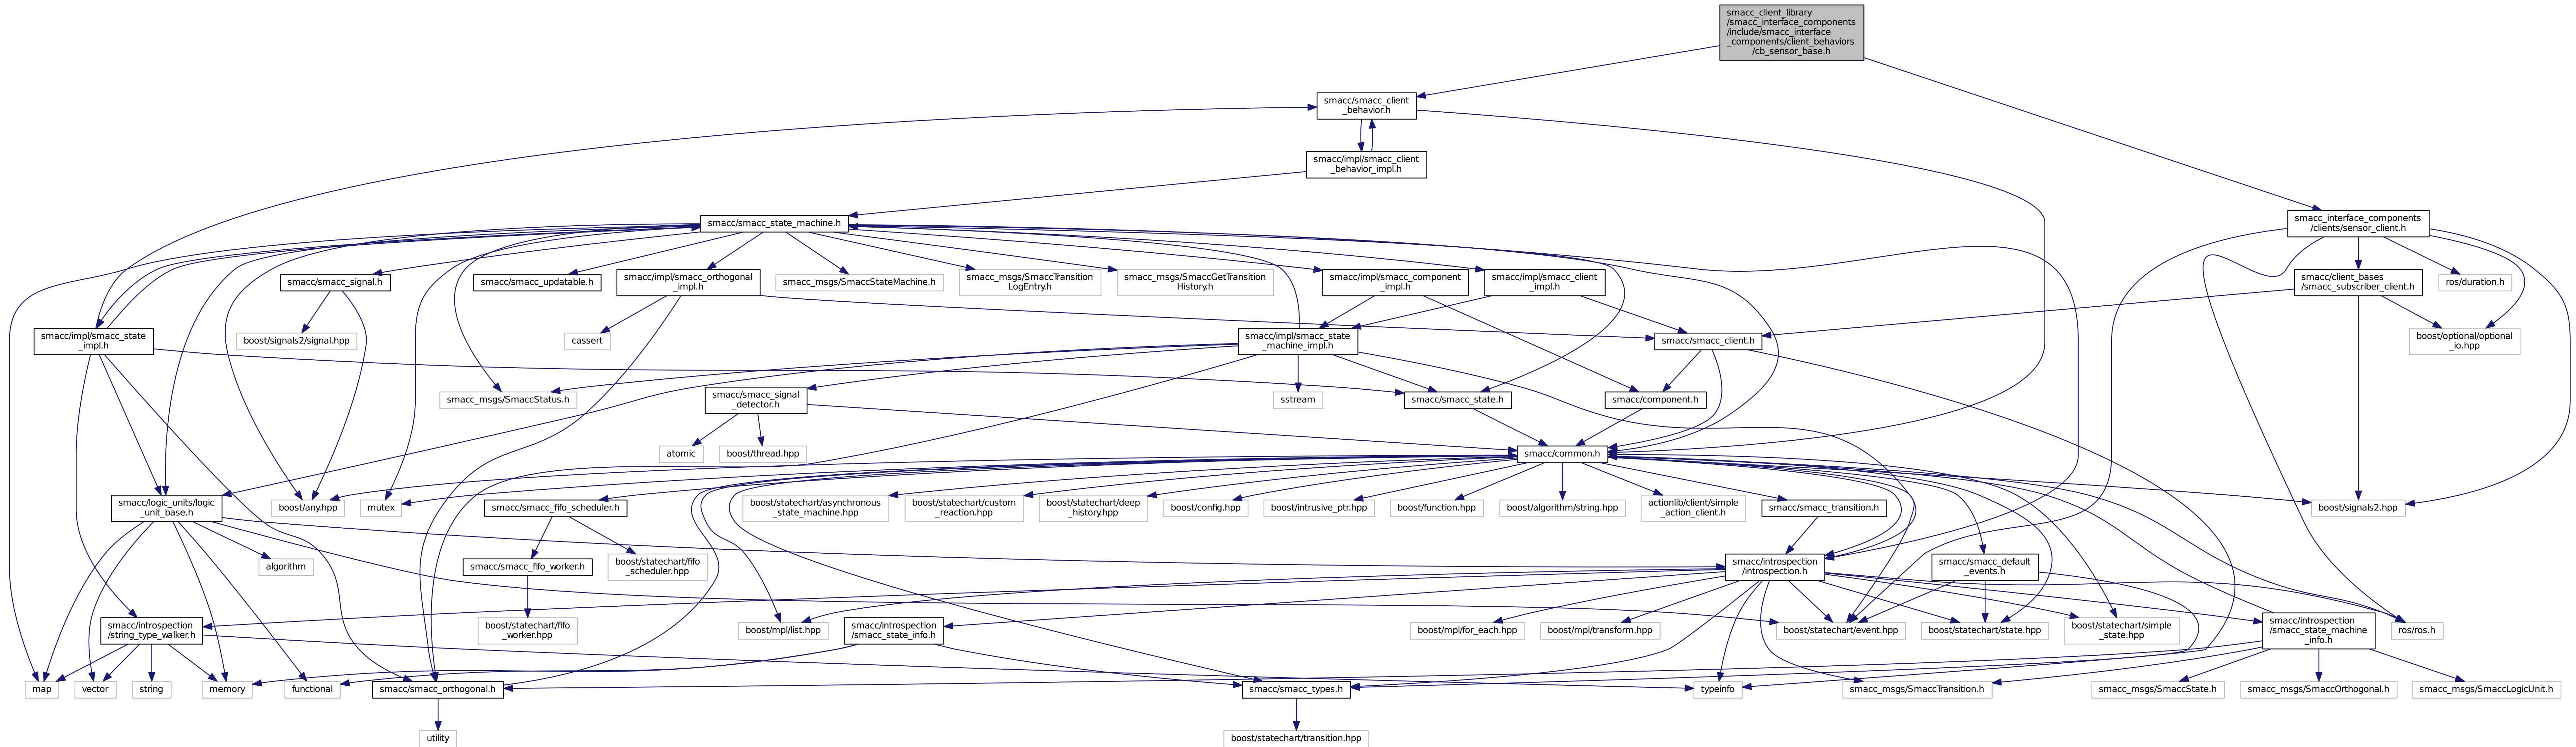 smacc_client_library
/smacc_interface_components
/include/smacc_interface
_components/client_behaviors
/cb_sensor_base.h
smacc/smacc_client
_behavior.h
smacc/impl/smacc_client
_behavior_impl.h
smacc/smacc_state_machine.h
smacc_interface_components
/clients/sensor_client.h
smacc/smacc_signal.h
smacc/smacc_updatable.h
smacc/impl/smacc_orthogonal
_impl.h
smacc_msgs/SmaccStateMachine.h
smacc_msgs/SmaccTransition
LogEntry.h
smacc_msgs/SmaccGetTransition
History.h
smacc/impl/smacc_component
_impl.h
smacc/impl/smacc_client
_impl.h
smacc/client_bases
/smacc_subscriber_client.h
ros/duration.h
smacc/impl/smacc_state
_impl.h
boost/signals2/signal.hpp
cassert
smacc/impl/smacc_state
_machine_impl.h
smacc/smacc_client.h
boost/optional/optional
_io.hpp
smacc_msgs/SmaccStatus.h
smacc/smacc_signal
_detector.h
sstream
smacc/smacc_state.h
smacc/component.h
atomic
boost/thread.hpp
smacc/common.h
smacc/logic_units/logic
_unit_base.h
boost/any.hpp
mutex
smacc/smacc_fifo_scheduler.h
boost/statechart/asynchronous
_state_machine.hpp
boost/statechart/custom
_reaction.hpp
boost/statechart/deep
_history.hpp
boost/config.hpp
boost/intrusive_ptr.hpp
boost/function.hpp
boost/algorithm/string.hpp
actionlib/client/simple
_action_client.h
smacc/smacc_transition.h
boost/signals2.hpp
algorithm
smacc/smacc_fifo_worker.h
boost/statechart/fifo
_scheduler.hpp
smacc/introspection
/introspection.h
smacc/smacc_default
_events.h
smacc/introspection
/string_type_walker.h
boost/statechart/fifo
_worker.hpp
boost/mpl/list.hpp
smacc/introspection
/smacc_state_info.h
boost/mpl/for_each.hpp
boost/mpl/transform.hpp
boost/statechart/event.hpp
boost/statechart/state.hpp
boost/statechart/simple
_state.hpp
smacc/introspection
/smacc_state_machine
_info.h
ros/ros.h
map
vector
string
memory
functional
smacc/smacc_orthogonal.h
smacc/smacc_types.h
typeinfo
smacc_msgs/SmaccTransition.h
smacc_msgs/SmaccState.h
smacc_msgs/SmaccOrthogonal.h
smacc_msgs/SmaccLogicUnit.h
utility
boost/statechart/transition.hpp